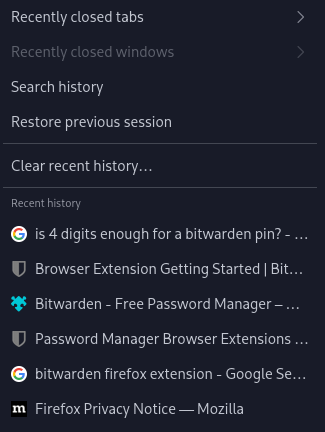 Recently closed tabs
Recently closed windows
Search history
Restore previous session
Clear recent history…
Recent history
is 4 digits enough for a bitwarden pin? - …
Browser Extension Getting Started | Bit…
Bitwarden - Free Password Manager – …
Password Manager Browser Extensions …
bitwarden firefox extension - Google Se…
m Firefox Privacy Notice — Mozilla